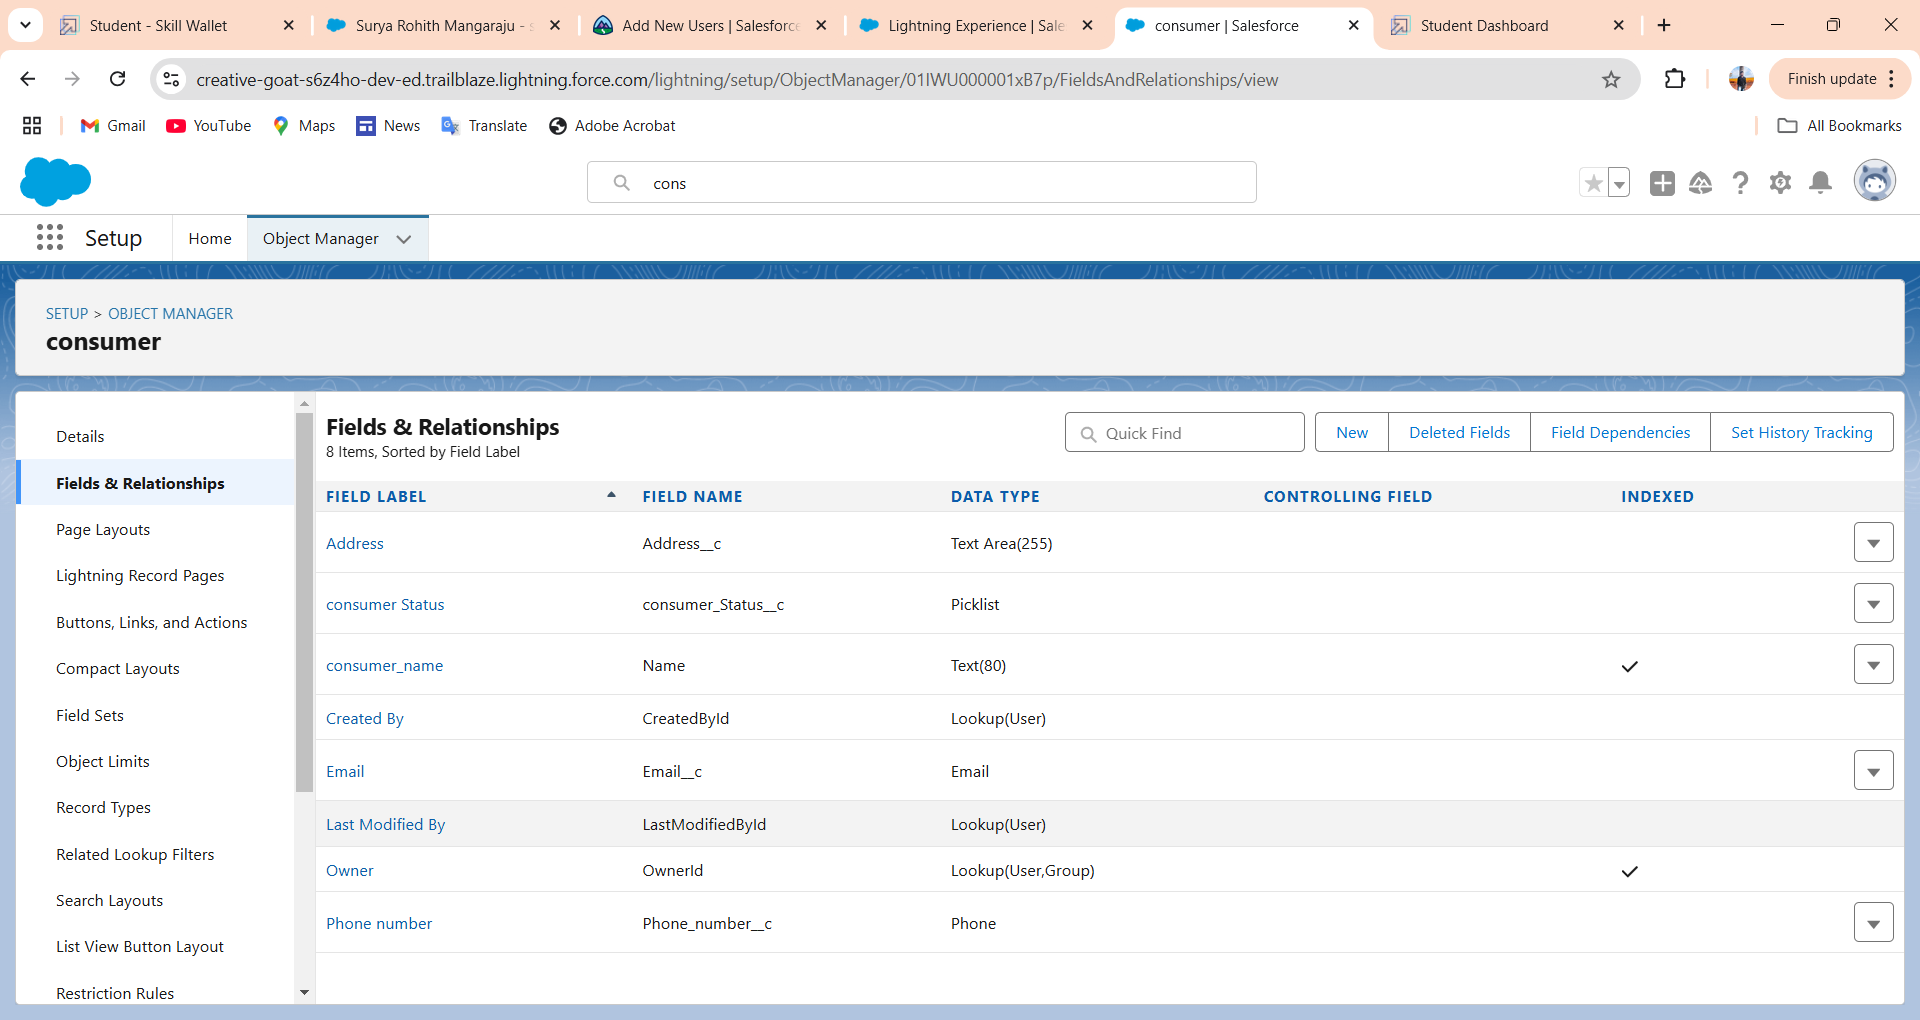 Student - Skill Wallet
Surya Rohith Mangaraju - s
Add New Users | Salesforce
Lightning Experience | Sale
consumer | Salesforce
Student Dashboard
creative-goat-s6z4ho-dev-ed.trailblaze.lightning.force.com/lightning/setup/ObjectManager/01IWU000001xB7p/FieldsAndRelationships/view
Finish update
Gmail
YouTube
Maps
News
Translate
Adobe Acrobat
All Bookmarks
cons
Setup
Home
Object Manager
SETUP > OBJECT MANAGER
consumer
Details
Fields & Relationships
Page Layouts
Lightning Record Pages
Buttons, Links, and Actions
Compact Layouts
Field Sets
Object Limits
Record Types
Related Lookup Filters
Search Layouts
List View Button Layout
Restriction Rules
Fields & Relationships
8 Items, Sorted by Field Label
Quick Find
New
Deleted Fields
Field Dependencies
Set History Tracking
FIELD LABEL FIELD NAME DATA TYPE CONTROLLING FIELD INDEXED
Address Address__c Text Area(255)
consumer Status consumer_Status__c Picklist
consumer_name Name Text(80)
Created By CreatedById Lookup(User)
Email Email__c Email
Last Modified By LastModifiedById Lookup(User)
Owner OwnerId Lookup(User,Group)
Phone number Phone_number__c Phone